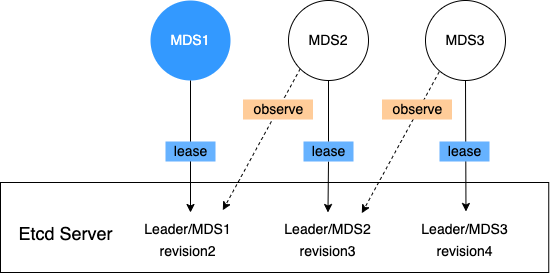 MDS1
MDS2
MDS3
observe
observe
lease
lease
lease
Etcd Server
Leader/MDS1
revision2
Leader/MDS2
revision3
Leader/MDS3
revision4